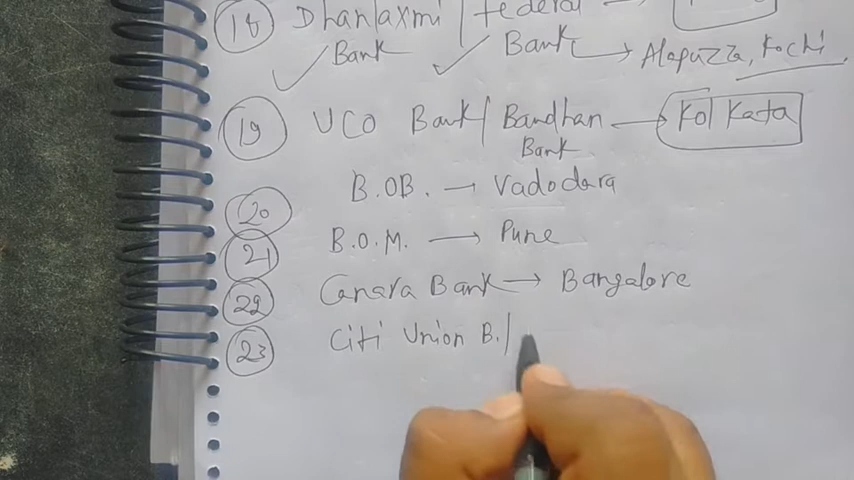 18 Dhanlaxmi / Federal →
Bank Bank → Alapuzza, Kochi
19 UCO Bank / Bandhan → Kolkata
Bank
20 B.OB. → Vadodara
21 B.O.M. → Pune
22 Canara Bank → Bangalore
23 Citi Union B. /